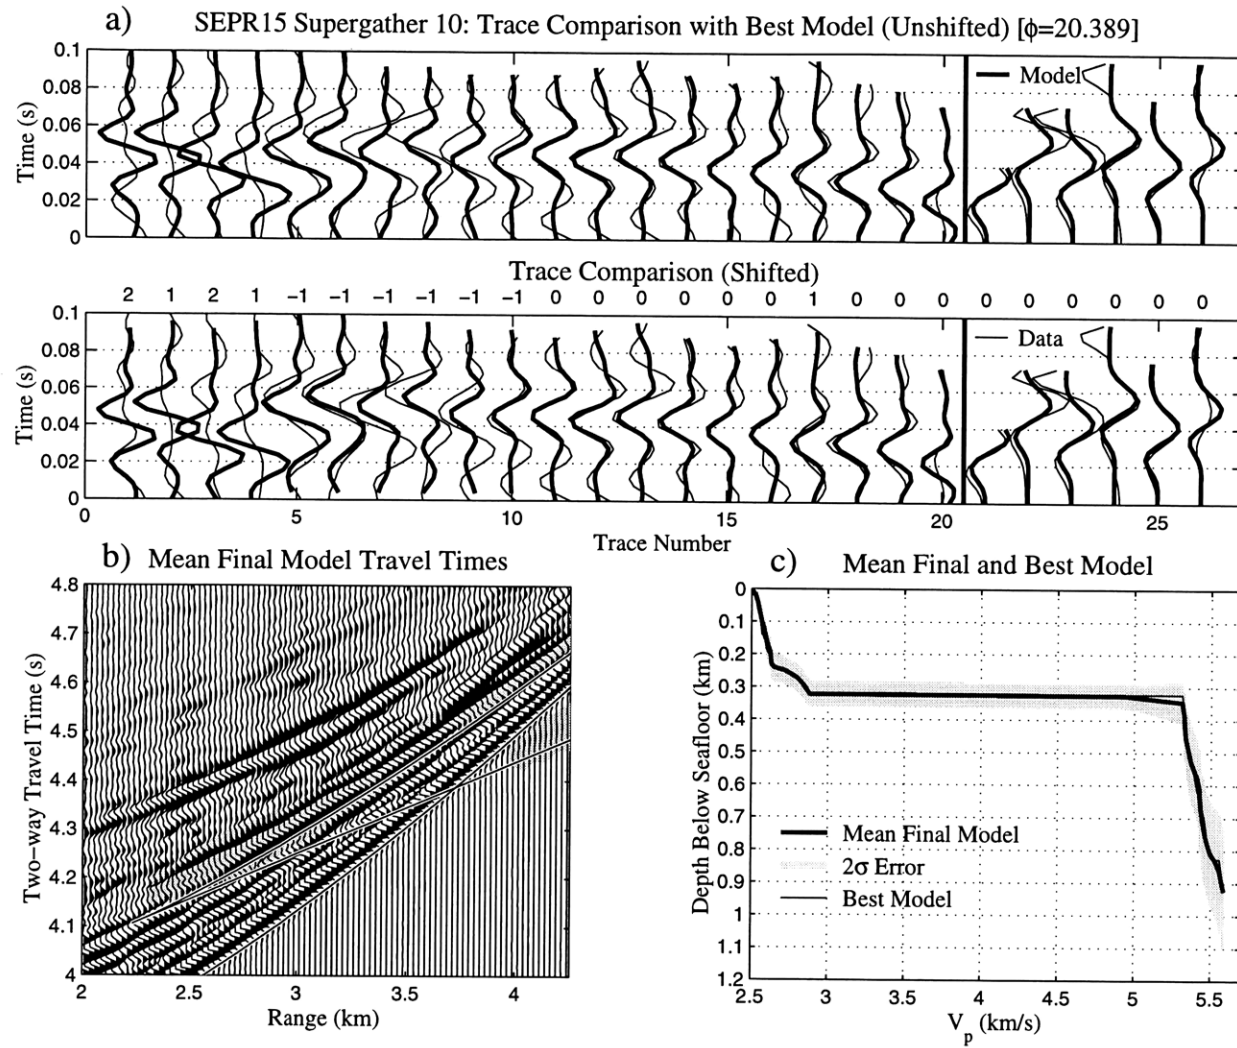 a) SEPR15 Supergather 10: Trace Comparison with Best Model (Unshifted) [ϕ=20.389]
0.1
0.08
0.06
0.04
0.02
0
Time (s)
Model
0 5 10 15 20 25
Trace Comparison (Shifted)
2 1 2 1 −1 −1 −1 −1 −1 −1 0 0 0 0 0 0 1 0 0 0 0 0 0 0 0 0
0.1
0.08
0.06
0.04
0.02
0
Time (s)
Data
0 5 10 15 20 25
Trace Number
b) Mean Final Model Travel Times
4.8
4.7
4.6
4.5
4.4
4.3
4.2
4.1
4
Two−way Travel Time (s)
2 2.5 3 3.5 4
Range (km)
c) Mean Final and Best Model
0
0.1
0.2
0.3
0.4
0.5
0.6
0.7
0.8
0.9
1
1.1
1.2
Depth Below Seafloor (km)
Mean Final Model
2σ Error
Best Model
2.5 3 3.5 4 4.5 5 5.5
Vp (km/s)